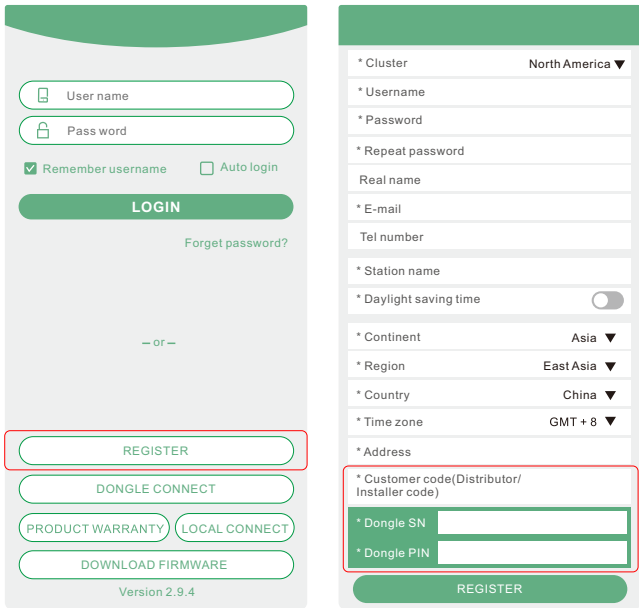 User name
Pass word
Remember username
Auto login
LOGIN
Forget password?
– or –
REGISTER
DONGLE CONNECT
PRODUCT WARRANTY
LOCAL CONNECT
DOWNLOAD FIRMWARE
Version 2.9.4
* Cluster North America ▼
* Username
* Password
* Repeat password
Real name
* E-mail
Tel number
* Station name
* Daylight saving time
* Continent Asia ▼
* Region East Asia ▼
* Country China ▼
* Time zone GMT + 8 ▼
* Address
* Customer code(Distributor/
Installer code)
* Dongle SN
* Dongle PIN
REGISTER